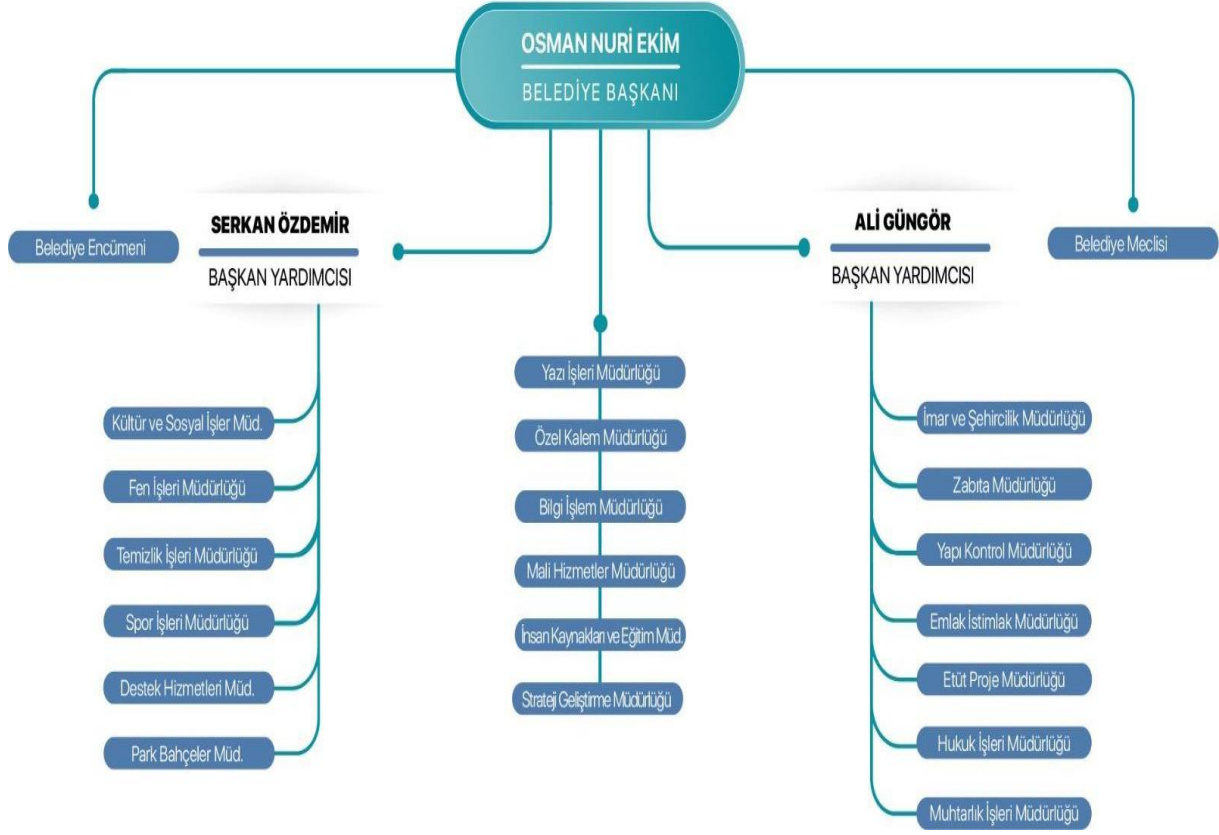 OSMAN NURİ EKİM
BELEDİYE BAŞKANI
Belediye Encümeni
SERKAN ÖZDEMİR
BAŞKAN YARDIMCISI
ALİ GÜNGÖR
BAŞKAN YARDIMCISI
Belediye Meclisi
Kültür ve Sosyal İşler Müd.
Fen İşleri Müdürlüğü
Temizlik İşleri Müdürlüğü
Spor İşleri Müdürlüğü
Destek Hizmetleri Müd.
Park Bahçeler Müd.
Yazı İşleri Müdürlüğü
Özel Kalem Müdürlüğü
Bilgi İşlem Müdürlüğü
Mali Hizmetler Müdürlüğü
İnsan Kaynakları ve Eğitim Müd.
Strateji Geliştirme Müdürlüğü
İmar ve Şehircilik Müdürlüğü
Zabıta Müdürlüğü
Yapı Kontrol Müdürlüğü
Emlak İstimlak Müdürlüğü
Etüt Proje Müdürlüğü
Hukuk İşleri Müdürlüğü
Muhtarlık İşleri Müdürlüğü